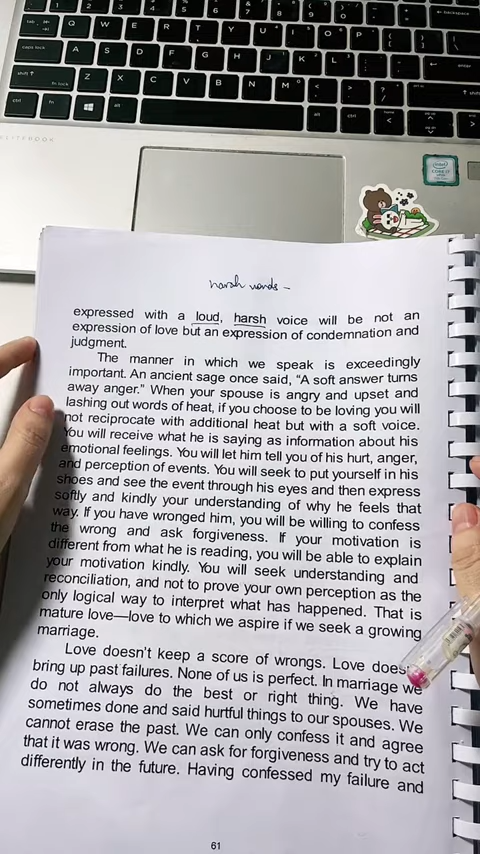 harsh words -
expressed with a loud, harsh voice will be not an
expression of love but an expression of condemnation and
judgment.
The manner in which we speak is exceedingly
important. An ancient sage once said, “A soft answer turns
away anger.” When your spouse is angry and upset and
lashing out words of heat, if you choose to be loving you will
not reciprocate with additional heat but with a soft voice.
You will receive what he is saying as information about his
emotional feelings. You will let him tell you of his hurt, anger,
and perception of events. You will seek to put yourself in his
shoes and see the event through his eyes and then express
softly and kindly your understanding of why he feels that
way. If you have wronged him, you will be willing to confess
the wrong and ask forgiveness. If your motivation is
different from what he is reading, you will be able to explain
your motivation kindly. You will seek understanding and
reconciliation, and not to prove your own perception as the
only logical way to interpret what has happened. That is
mature love—love to which we aspire if we seek a growing
marriage.
Love doesn’t keep a score of wrongs. Love
bring up past failures. None of us is perfect. In marriage we
do not always do the best or right thing. We have
sometimes done and said hurtful things to our spouses. We
cannot erase the past. We can only confess it and agree
that it was wrong. We can ask for forgiveness and try to act
differently in the future. Having confessed my failure and
61